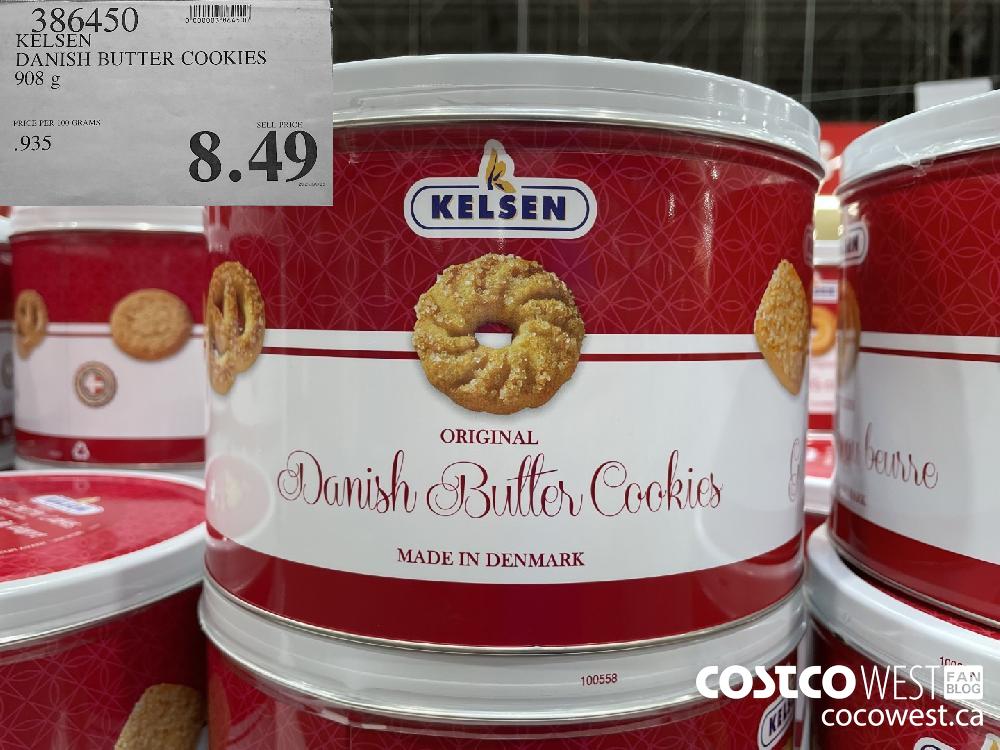 386450
KELSEN
DANISH BUTTER COOKIES
908 g
PRICE PER 100 GRAMS
.935
SELL PRICE
8.49
KELSEN
ORIGINAL
Danish Butter Cookies
MADE IN DENMARK
beurre
100558
COSTCO WEST FAN BLOG
cocowest.ca